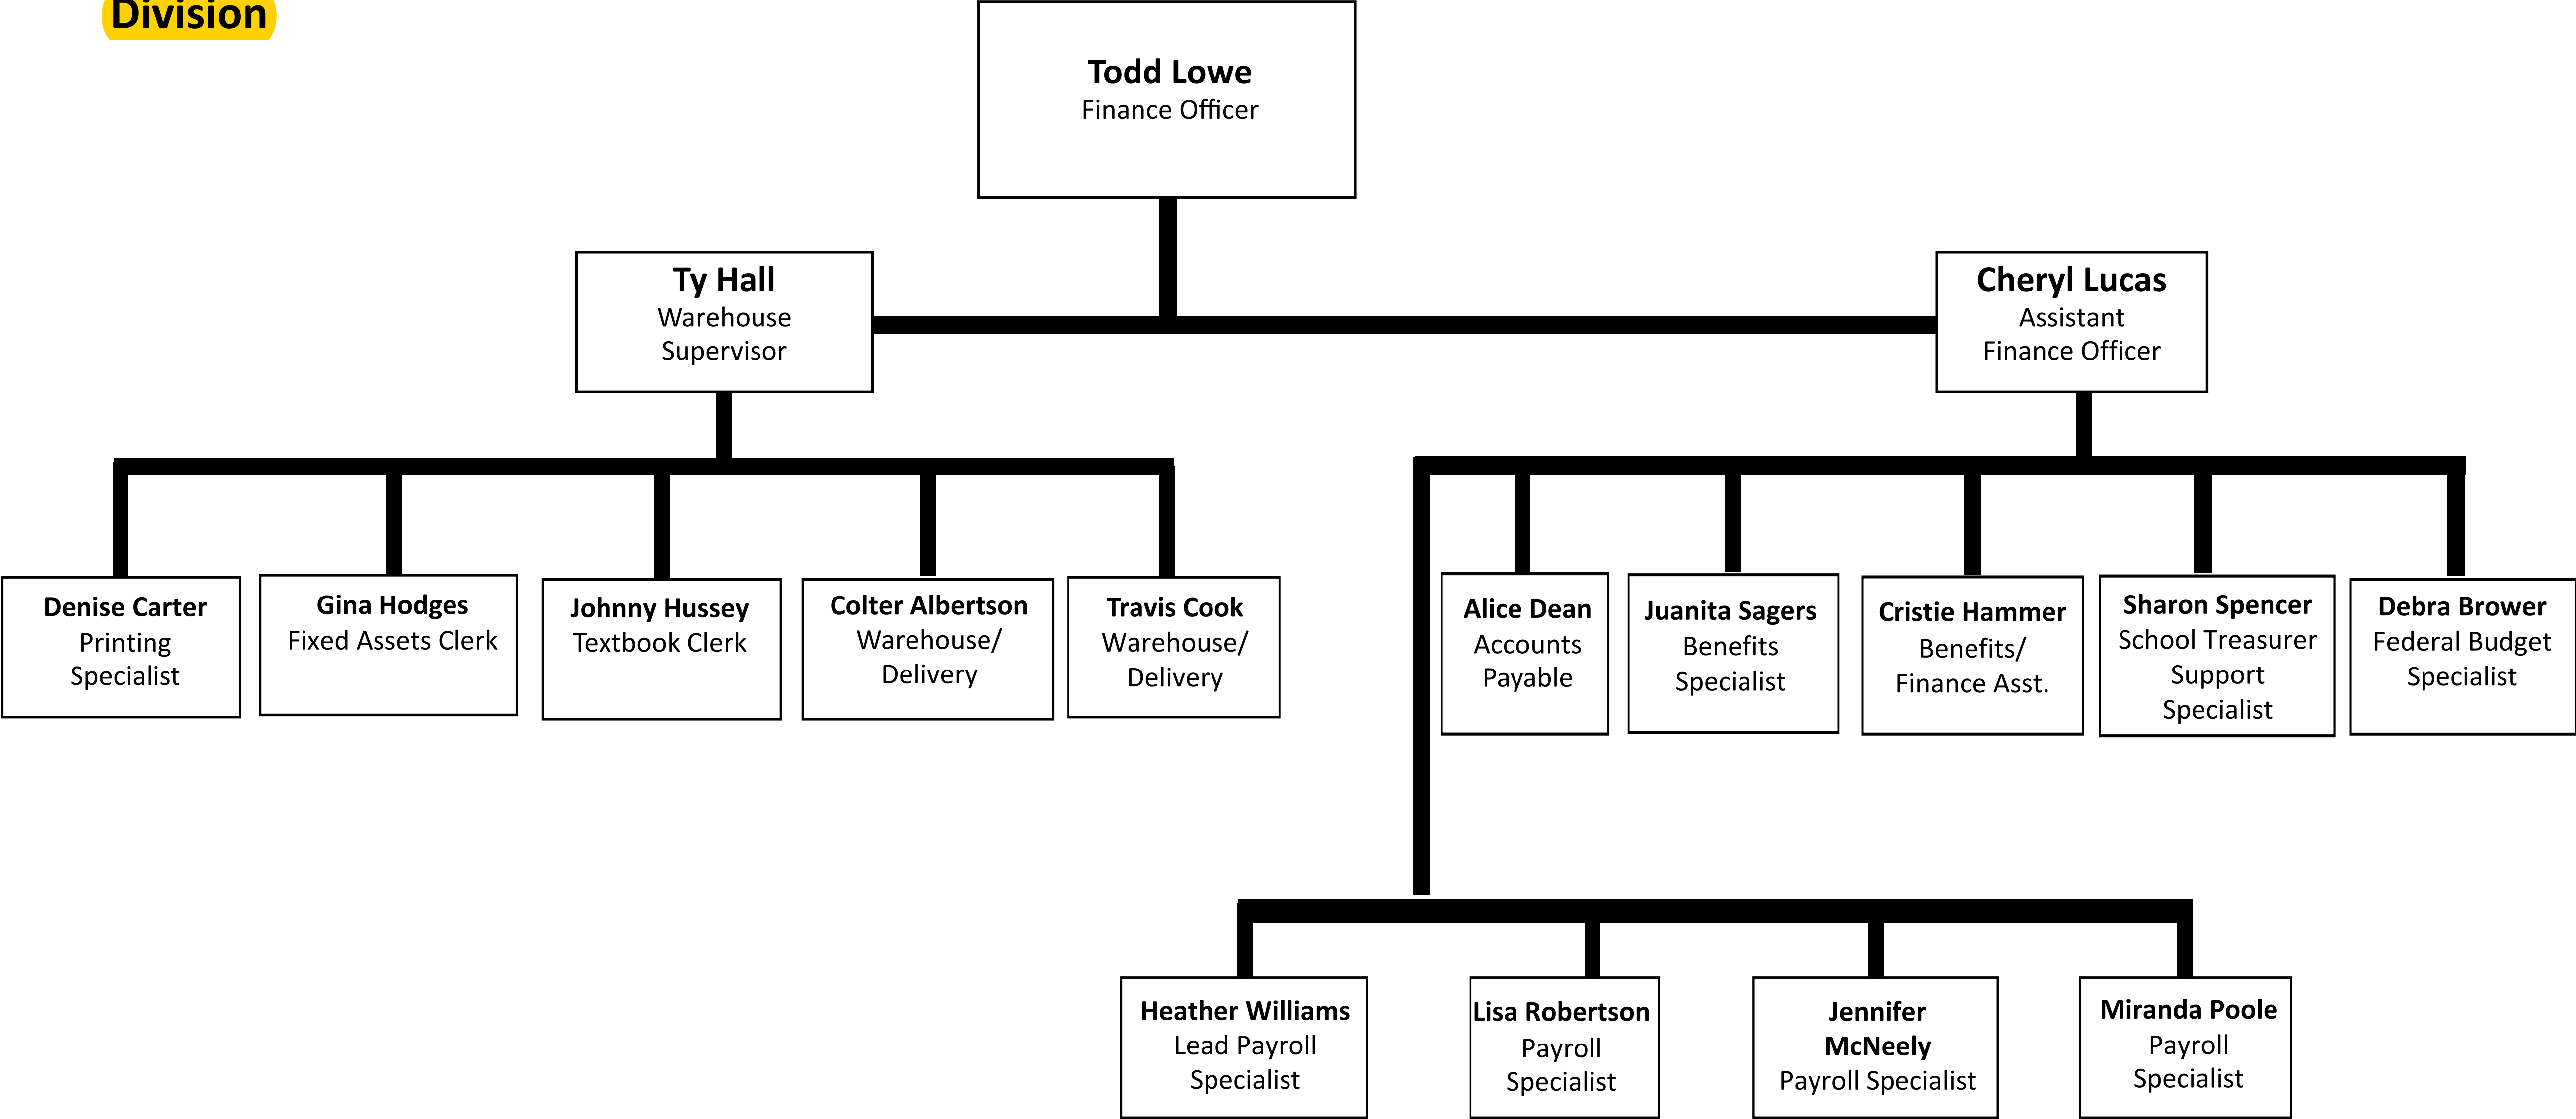 Division
Todd Lowe
Finance Officer
Ty Hall
Warehouse
Supervisor
Cheryl Lucas
Assistant
Finance Officer
Denise Carter
Printing
Specialist
Gina Hodges
Fixed Assets Clerk
Johnny Hussey
Textbook Clerk
Colter Albertson
Warehouse/
Delivery
Travis Cook
Warehouse/
Delivery
Alice Dean
Accounts
Payable
Juanita Sagers
Benefits
Specialist
Cristie Hammer
Benefits/
Finance Asst.
Sharon Spencer
School Treasurer
Support
Specialist
Debra Brower
Federal Budget
Specialist
Heather Williams
Lead Payroll
Specialist
Lisa Robertson
Payroll
Specialist
Jennifer
McNeely
Payroll Specialist
Miranda Poole
Payroll
Specialist